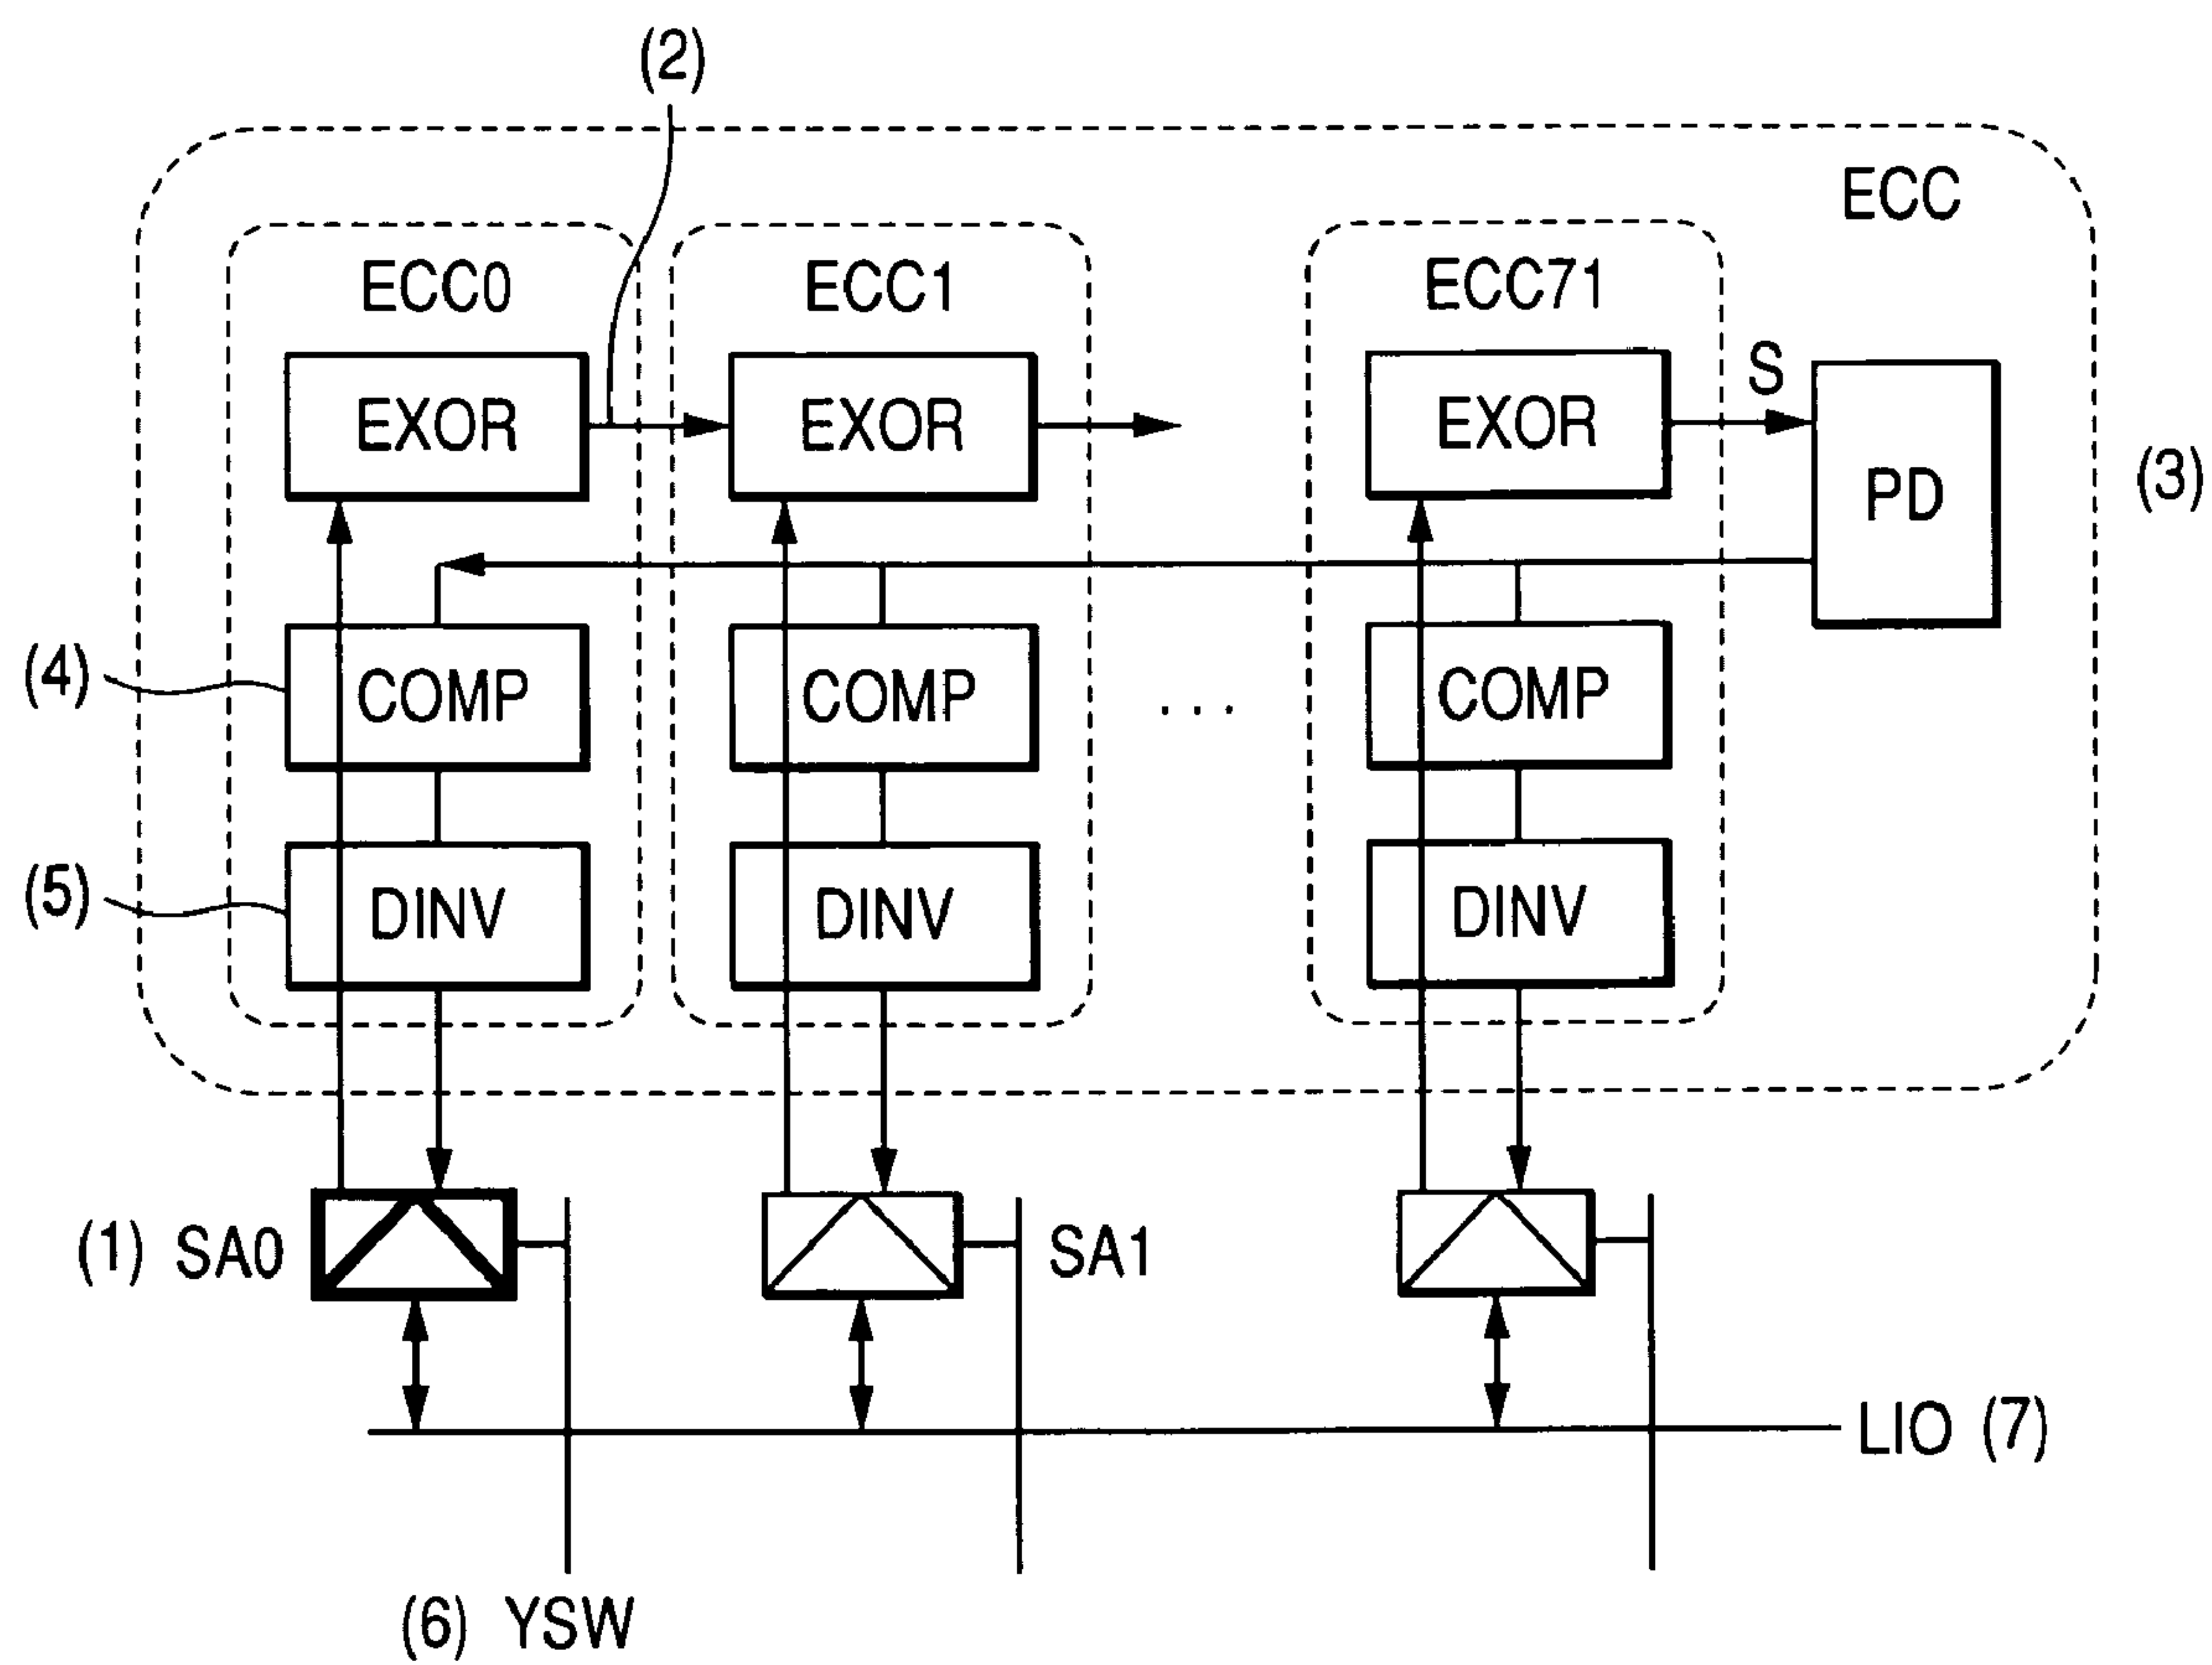 (2)
ECC
ECC0
ECC1
ECC71
EXOR
EXOR
EXOR
S
PD
(3)
(4)
COMP
COMP
...
COMP
(5)
DINV
DINV
DINV
(1) SA0
SA1
LIO (7)
(6) YSW